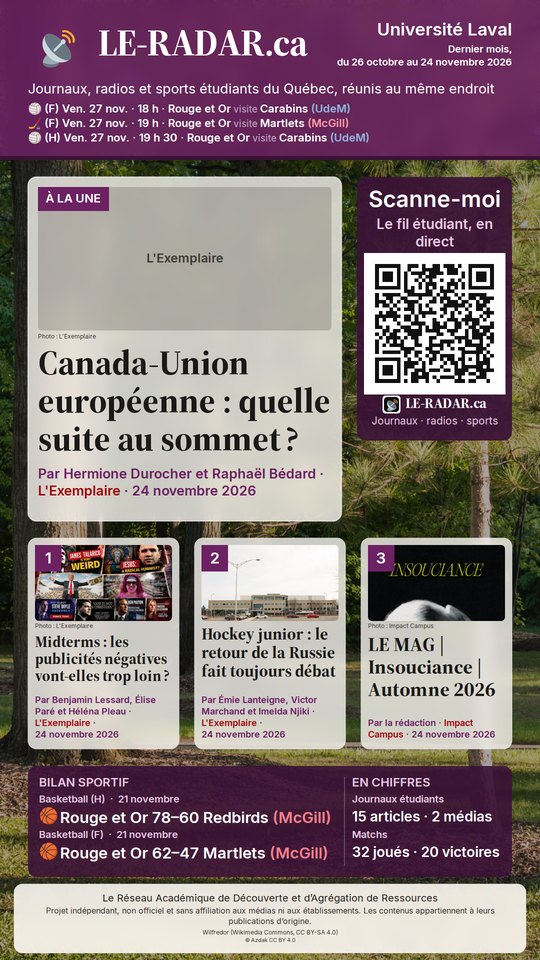 LE-RADAR.ca
Université Laval
Dernier mois,
du 26 octobre au 24 novembre 2026
Journaux, radios et sports étudiants du Québec, réunis au même endroit
(F) Ven. 27 nov. · 18 h · Rouge et Or visite Carabins (UdeM)
(F) Ven. 27 nov. · 19 h · Rouge et Or visite Martlets (McGill)
(H) Ven. 27 nov. · 19 h 30 · Rouge et Or visite Carabins (UdeM)
À LA UNE
L'Exemplaire
Photo : L'Exemplaire
Canada-Union
européenne : quelle
suite au sommet ?
Par Hermione Durocher et Raphaël Bédard ·
L'Exemplaire · 24 novembre 2026
Scanne-moi
Le fil étudiant, en
direct
LE-RADAR.ca
Journaux · radios · sports
1
JAMES TALARICO
WEIRD
Photo : L'Exemplaire
Midterms : les
publicités négatives
vont-elles trop loin ?
Par Benjamin Lessard, Élise
Paré et Héléna Pleau ·
L'Exemplaire ·
24 novembre 2026
2
Hockey junior : le
retour de la Russie
fait toujours débat
Par Émie Lanteigne, Victor
Marchand et Imelda Njiki ·
L'Exemplaire ·
24 novembre 2026
3
INSOUCIANCE
Photo : Impact Campus
LE MAG |
Insouciance |
Automne 2026
Par la rédaction · Impact
Campus · 24 novembre 2026
BILAN SPORTIF
Basketball (H) · 21 novembre
Rouge et Or 78–60 Redbirds (McGill)
Basketball (F) · 21 novembre
Rouge et Or 62–47 Martlets (McGill)
EN CHIFFRES
Journaux étudiants
15 articles · 2 médias
Matchs
32 joués · 20 victoires
Le Réseau Académique de Découverte et d'Agrégation de Ressources
Projet indépendant, non officiel et sans affiliation aux médias ni aux établissements. Les contenus appartiennent à leurs
publications d'origine.
Wilfredor (Wikimedia Commons, CC BY-SA 4.0)
© Azdak CC BY 4.0